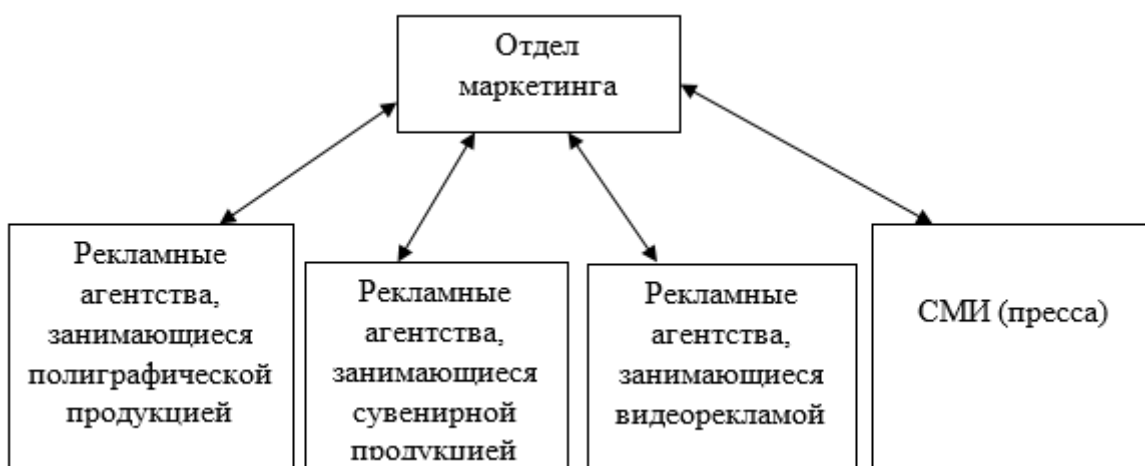 Отдел
маркетинга
Рекламные
агентства,
занимающиеся
полиграфической
продукцией
Рекламные
агентства,
занимающиеся
сувенирной
продукцией
Рекламные
агентства,
занимающиеся
видеорекламой
СМИ (пресса)